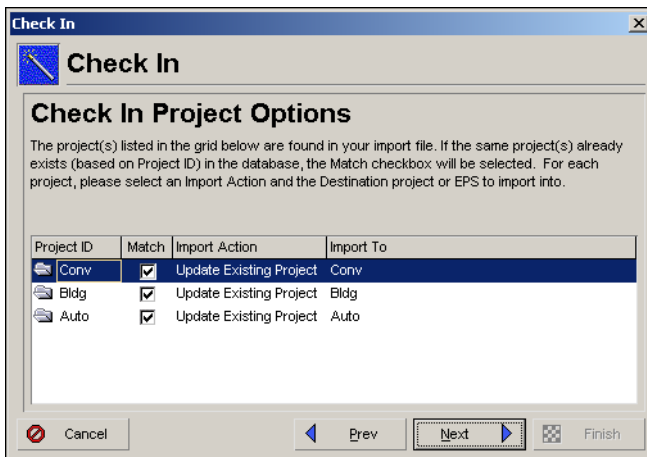 Check In
Check In
Check In Project Options
The project(s) listed in the grid below are found in your import file. If the same project(s) already
exists (based on Project ID) in the database, the Match checkbox will be selected. For each
project, please select an Import Action and the Destination project or EPS to import into.
Project ID Match Import Action Import To
Conv Update Existing Project Conv
Bldg Update Existing Project Bldg
Auto Update Existing Project Auto
Cancel Prev Next Finish